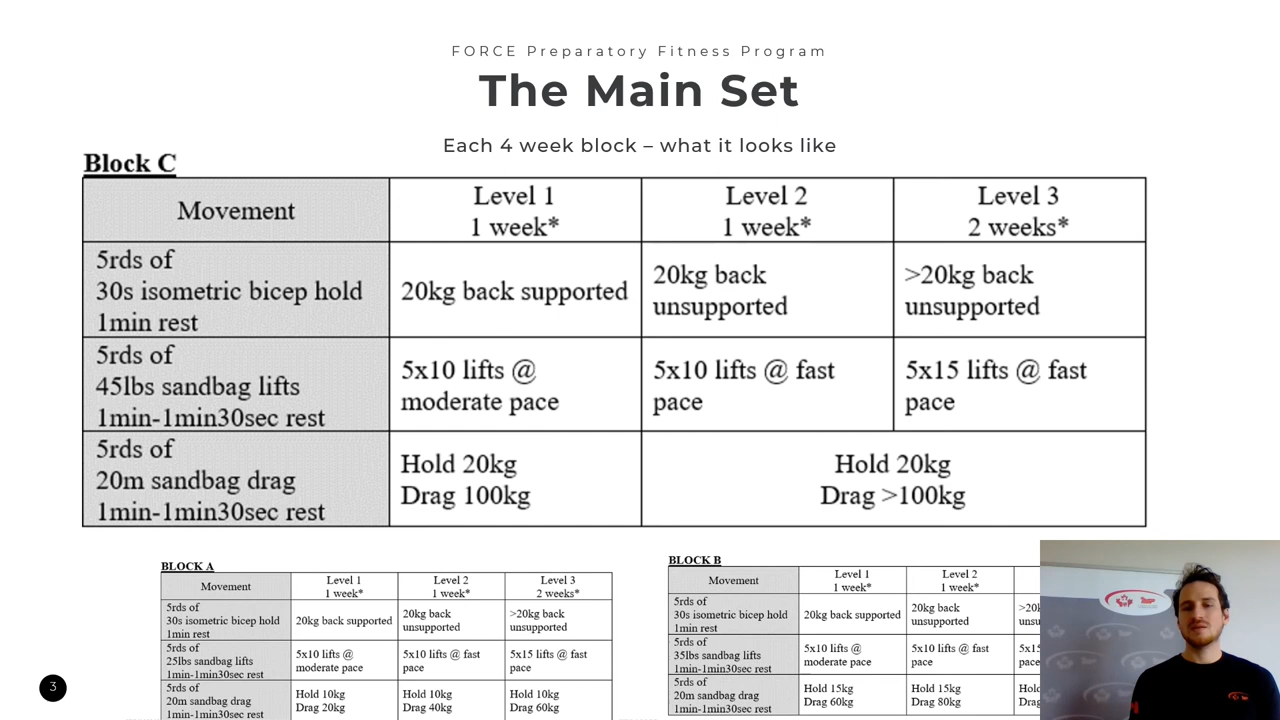 FORCE Preparatory Fitness Program
The Main Set
Each 4 week block – what it looks like
Block C
Movement
Level 1
1 week*
Level 2
1 week*
Level 3
2 weeks*
5rds of
30s isometric bicep hold
1min rest
20kg back supported
20kg back
unsupported
>20kg back
unsupported
5rds of
45lbs sandbag lifts
1min-1min30sec rest
5x10 lifts @
moderate pace
5x10 lifts @ fast
pace
5x15 lifts @ fast
pace
5rds of
20m sandbag drag
1min-1min30sec rest
Hold 20kg
Drag 100kg
Hold 20kg
Drag >100kg
BLOCK A
Movement
Level 1
1 week*
Level 2
1 week*
Level 3
2 weeks*
5rds of
30s isometric bicep hold
1min rest
20kg back supported
20kg back
unsupported
>20kg back
unsupported
5rds of
25lbs sandbag lifts
1min-1min30sec rest
5x10 lifts @
moderate pace
5x10 lifts @ fast
pace
5x15 lifts @ fast
pace
5rds of
20m sandbag drag
1min-1min30sec rest
Hold 10kg
Drag 20kg
Hold 10kg
Drag 40kg
Hold 10kg
Drag 60kg
BLOCK B
Movement
Level 1
1 week*
Level 2
1 week*
5rds of
30s isometric bicep hold
1min rest
20kg back supported
20kg back
unsupported
5rds of
35lbs sandbag lifts
1min-1min30sec rest
5x10 lifts @
moderate pace
5x10 lifts @ fast
pace
5rds of
20m sandbag drag
1min-1min30sec rest
Hold 15kg
Drag 60kg
Hold 15kg
Drag 80kg
3